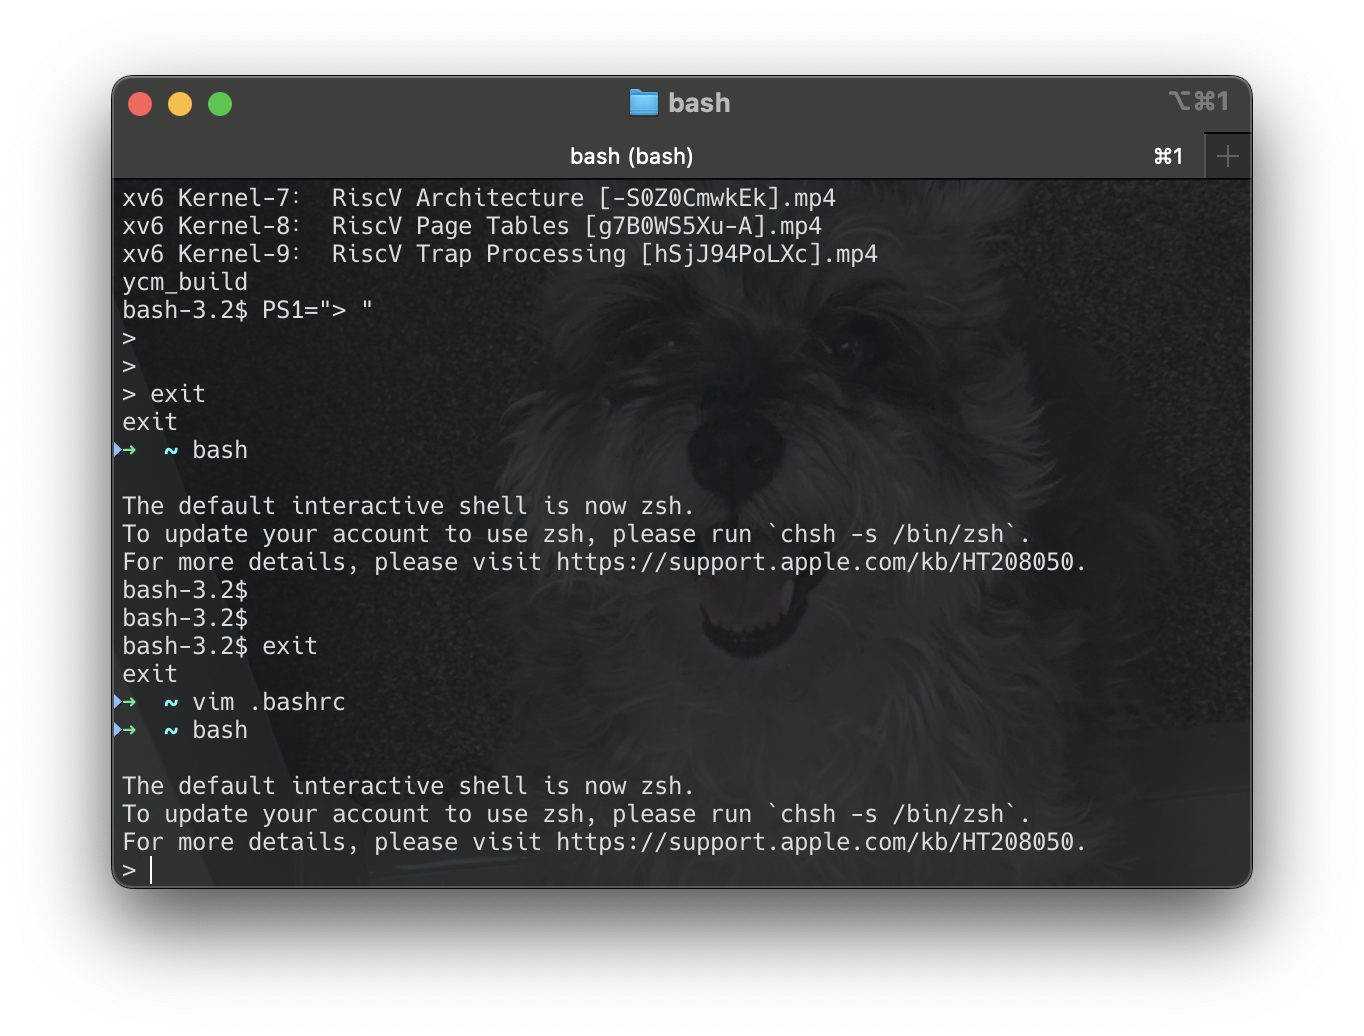 bash
⌥⌘1
bash (bash)
⌘1
xv6 Kernel-7： RiscV Architecture [-S0Z0CmwkEk].mp4
xv6 Kernel-8： RiscV Page Tables [g7B0WS5Xu-A].mp4
xv6 Kernel-9： RiscV Trap Processing [hSjJ94PoLXc].mp4
ycm_build
bash-3.2$ PS1="> "
>
>
> exit
exit
➜  ~ bash
The default interactive shell is now zsh.
To update your account to use zsh, please run `chsh -s /bin/zsh`.
For more details, please visit https://support.apple.com/kb/HT208050.
bash-3.2$
bash-3.2$
bash-3.2$ exit
exit
➜  ~ vim .bashrc
➜  ~ bash
The default interactive shell is now zsh.
To update your account to use zsh, please run `chsh -s /bin/zsh`.
For more details, please visit https://support.apple.com/kb/HT208050.
>